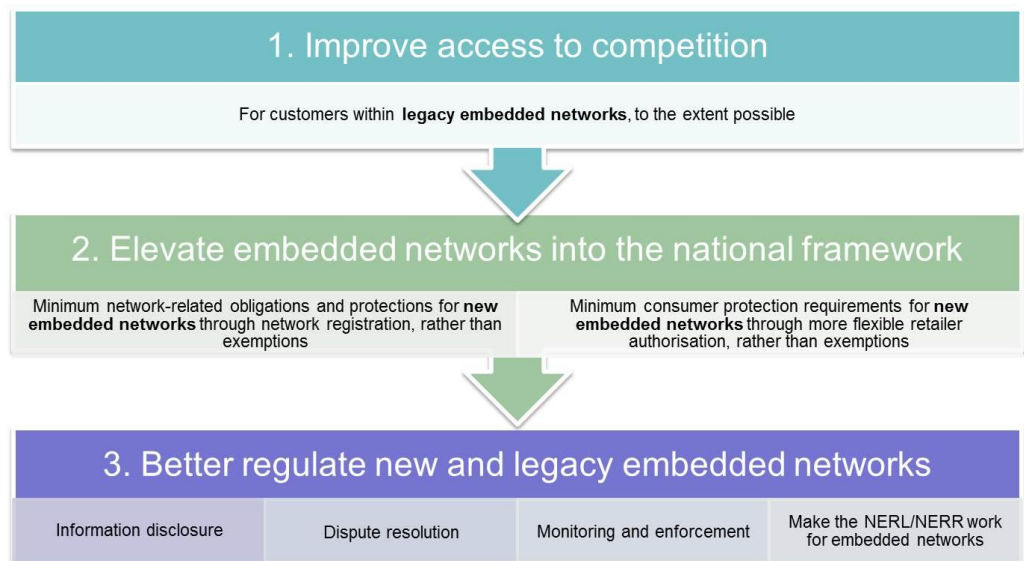 1. Improve access to competition
For customers within legacy embedded networks, to the extent possible
2. Elevate embedded networks into the national framework
Minimum network-related obligations and protections for new
embedded networks through network registration, rather than
exemptions
Minimum consumer protection requirements for new
embedded networks through more flexible retailer
authorisation, rather than exemptions
3. Better regulate new and legacy embedded networks
Information disclosure
Dispute resolution
Monitoring and enforcement
Make the NERL/NERR work
for embedded networks